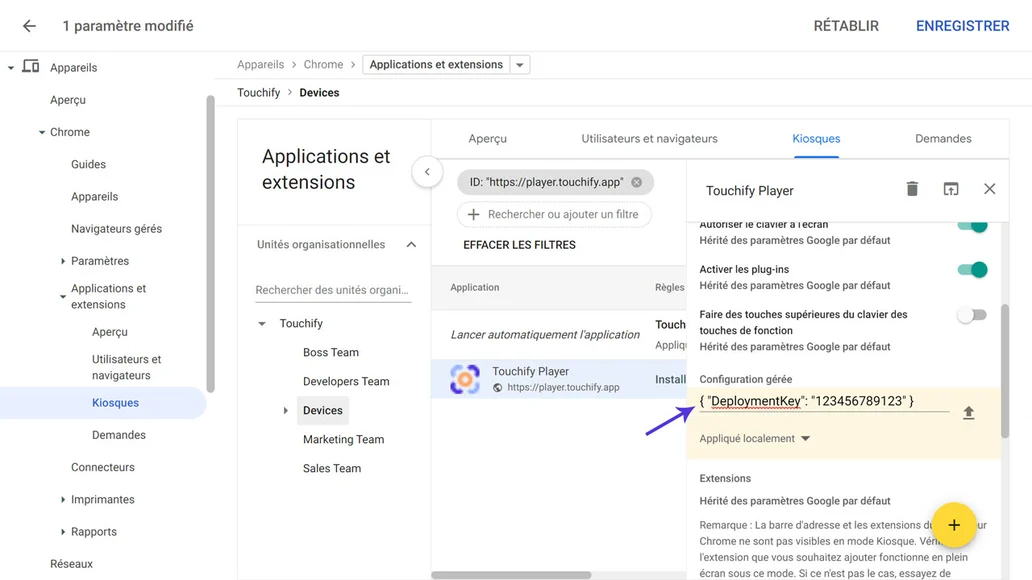 1 paramètre modifié
RÉTABLIR
ENREGISTRER
Appareils
Aperçu
Chrome
Guides
Appareils
Navigateurs gérés
Paramètres
Applications et
extensions
Aperçu
Utilisateurs et
navigateurs
Kiosques
Demandes
Connecteurs
Imprimantes
Rapports
Réseaux
Appareils > Chrome > Applications et extensions
Touchify > Devices
Applications et
extensions
Unités organisationnelles
Rechercher des unités organi...
Touchify
Boss Team
Developers Team
Devices
Marketing Team
Sales Team
Aperçu
Utilisateurs et navigateurs
Kiosques
Demandes
ID: "https://player.touchify.app"
Rechercher ou ajouter un filtre
EFFACER LES FILTRES
Application
Règles
Lancer automatiquement l'application
Touch
Appliq
Touchify Player
https://player.touchify.app
Install
Touchify Player
Autoriser le clavier à l'écran
Hérité des paramètres Google par défaut
Activer les plug-ins
Hérité des paramètres Google par défaut
Faire des touches supérieures du clavier des
touches de fonction
Hérité des paramètres Google par défaut
Configuration gérée
{ "DeploymentKey": "123456789123" }
Appliqué localement
Extensions
Hérité des paramètres Google par défaut
Remarque : La barre d'adresse et les extensions du ur
Chrome ne sont pas visibles en mode Kiosque. Véri
l'extension que vous souhaitez ajouter fonctionne en plein
écran sous ce mode. Si ce n'est pas le cas, essayez de